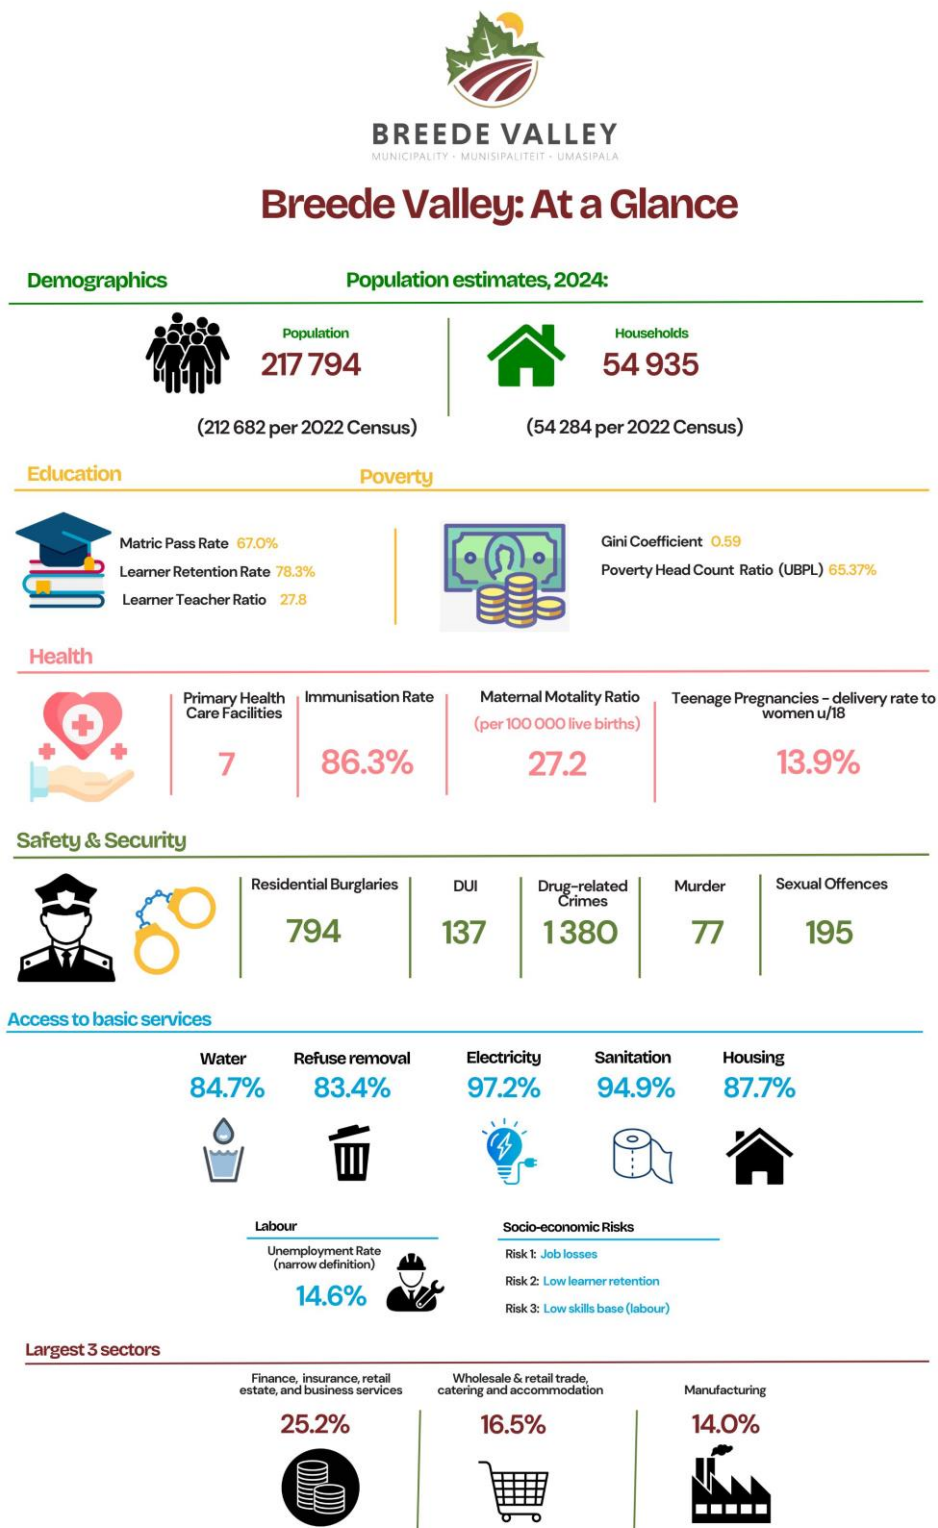 BREEDE VALLEY
MUNICIPALITY - MUNISIPALITEIT - UMASIPALA
Breede Valley: At a Glance
Demographics
Population estimates, 2024:
Population
217 794
(212 682 per 2022 Census)
Households
54 935
(54 284 per 2022 Census)
Education
Poverty
Matric Pass Rate 67.0%
Learner Retention Rate 78.3%
Learner Teacher Ratio 27.8
Gini Coefficient 0.59
Poverty Head Count Ratio (UBPL) 65.37%
Health
Primary Health
Care Facilities
7
Immunisation Rate
86.3%
Maternal Motality Ratio
(per 100 000 live births)
27.2
Teenage Pregnancies – delivery rate to
women u/18
13.9%
Safety & Security
Residential Burglaries
794
DUI
137
Drug-related
Crimes
1 380
Murder
77
Sexual Offences
195
Access to basic services
Water
84.7%
Refuse removal
83.4%
Electricity
97.2%
Sanitation
94.9%
Housing
87.7%
Labour
Unemployment Rate
(narrow definition)
14.6%
Socio-economic Risks
Risk 1: Job losses
Risk 2: Low learner retention
Risk 3: Low skills base (labour)
Largest 3 sectors
Finance, insurance, retail
estate, and business services
25.2%
Wholesale & retail trade,
catering and accommodation
16.5%
Manufacturing
14.0%